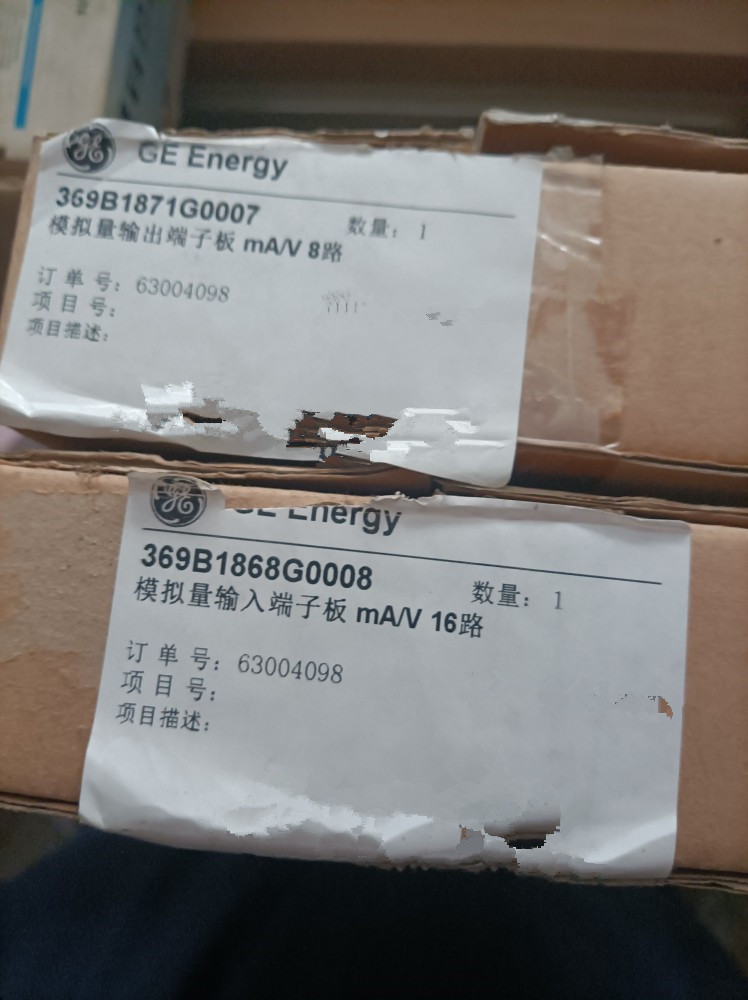 GE Energy
369B1871G0007
模拟量输出端子板 mA/V 8路
数量： 1
订 单 号：63004098
项 目 号：
项目描述：
GE Energy
369B1868G0008
模拟量输入端子板 mA/V 16路
数量： 1
订 单 号：63004098
项 目 号：
项目描述：